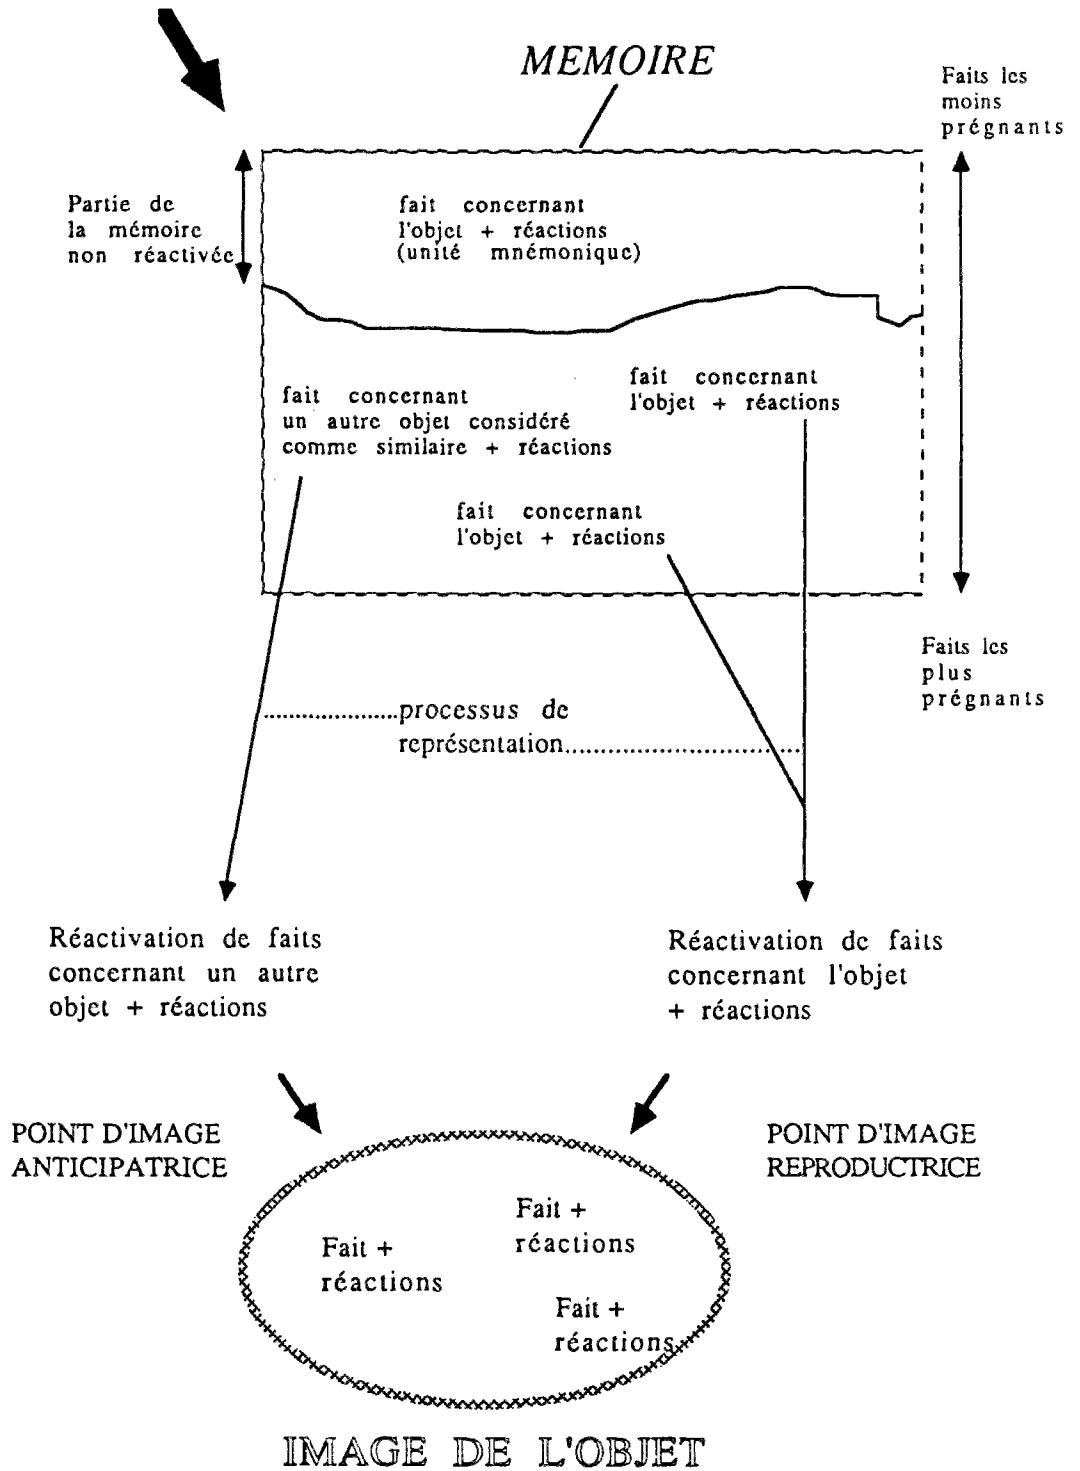 MEMOIRE
Faits les
moins
prégnants
Partie de
la mémoire
non réactivée
fait concernant
l'objet + réactions
(unité mnémonique)
fait concernant
un autre objet considéré
comme similaire + réactions
fait concernant
l'objet + réactions
fait concernant
l'objet + réactions
Faits les
plus
prégnants
....................processus de
représentation................................
Réactivation de faits
concernant un autre
objet + réactions
Réactivation de faits
concernant l'objet
+ réactions
POINT D'IMAGE
ANTICIPATRICE
POINT D'IMAGE
REPRODUCTRICE
Fait +
réactions
Fait +
réactions
Fait +
réactions
IMAGE DE L'OBJET